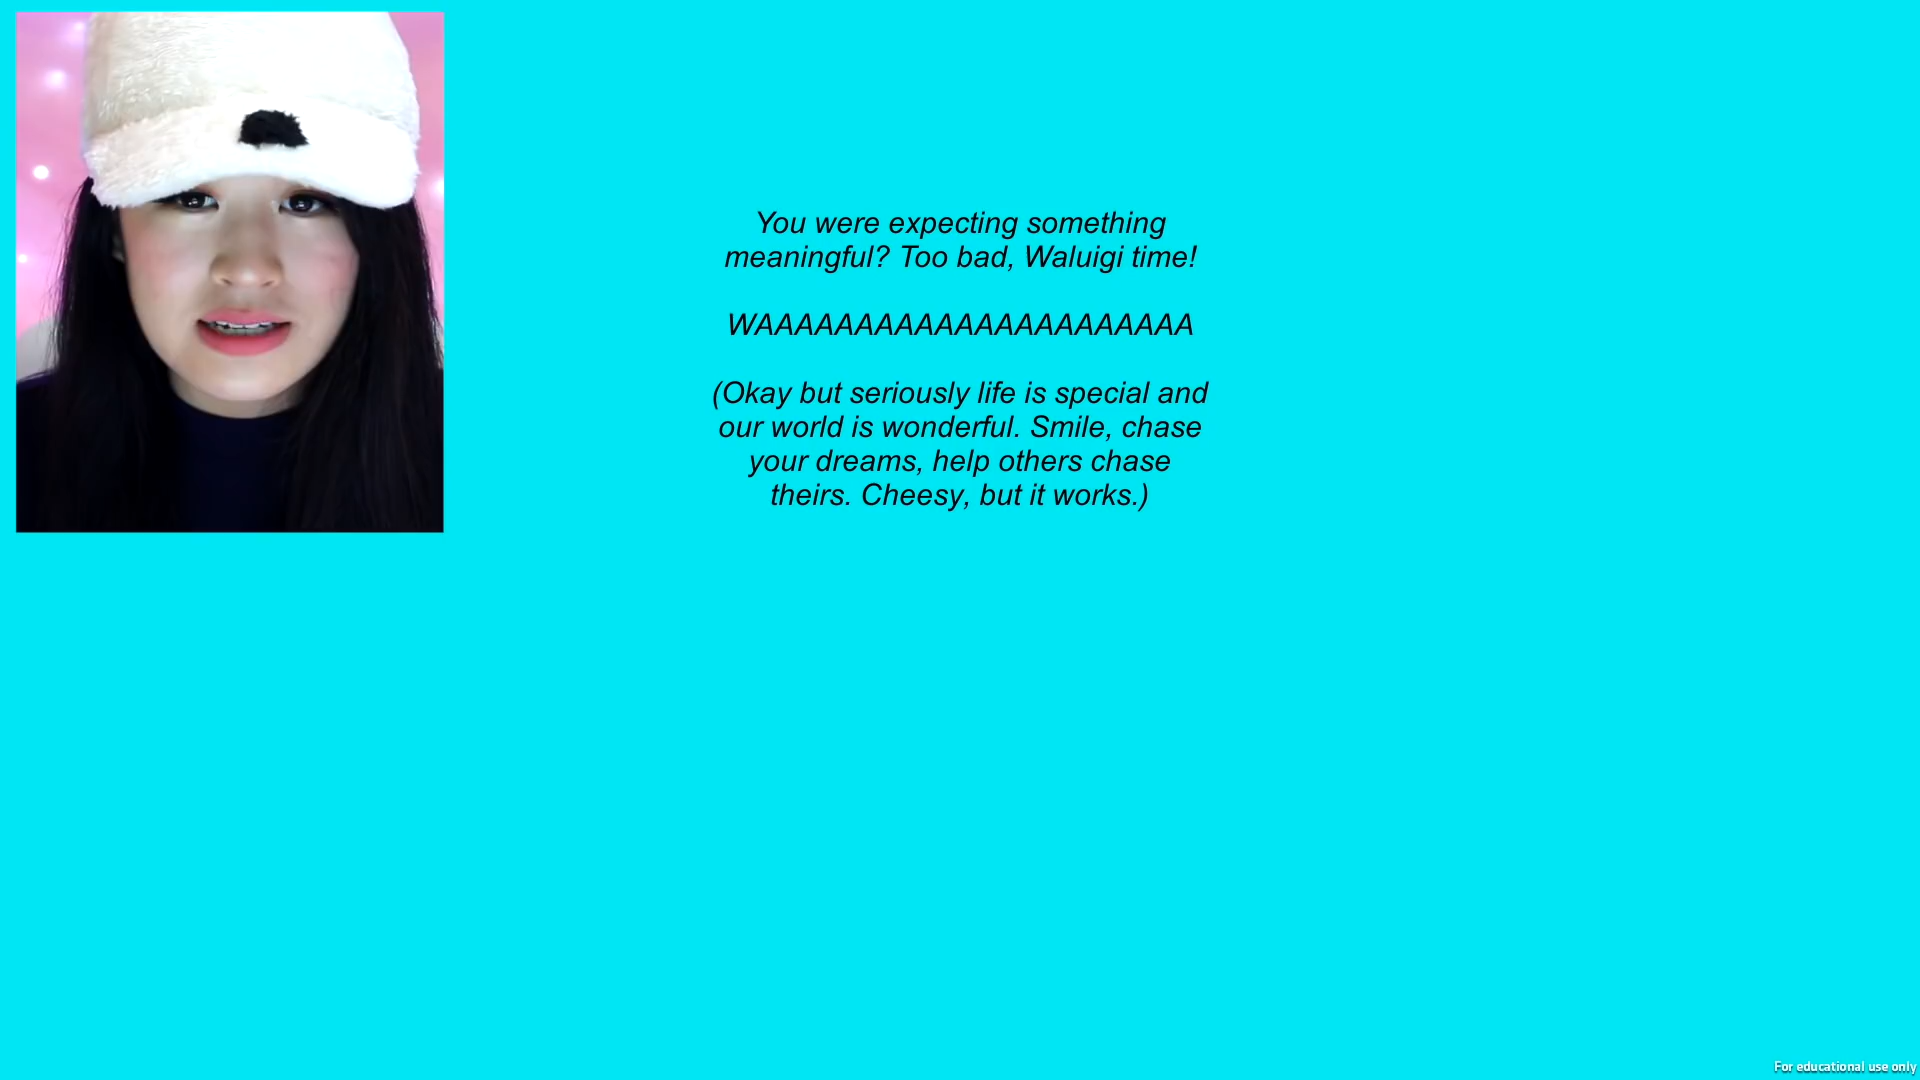 You were expecting something
meaningful? Too bad, Waluigi time!
WAAAAAAAAAAAAAAAAAAAAAA
(Okay but seriously life is special and
our world is wonderful. Smile, chase
your dreams, help others chase
theirs. Cheesy, but it works.)
For educational use only